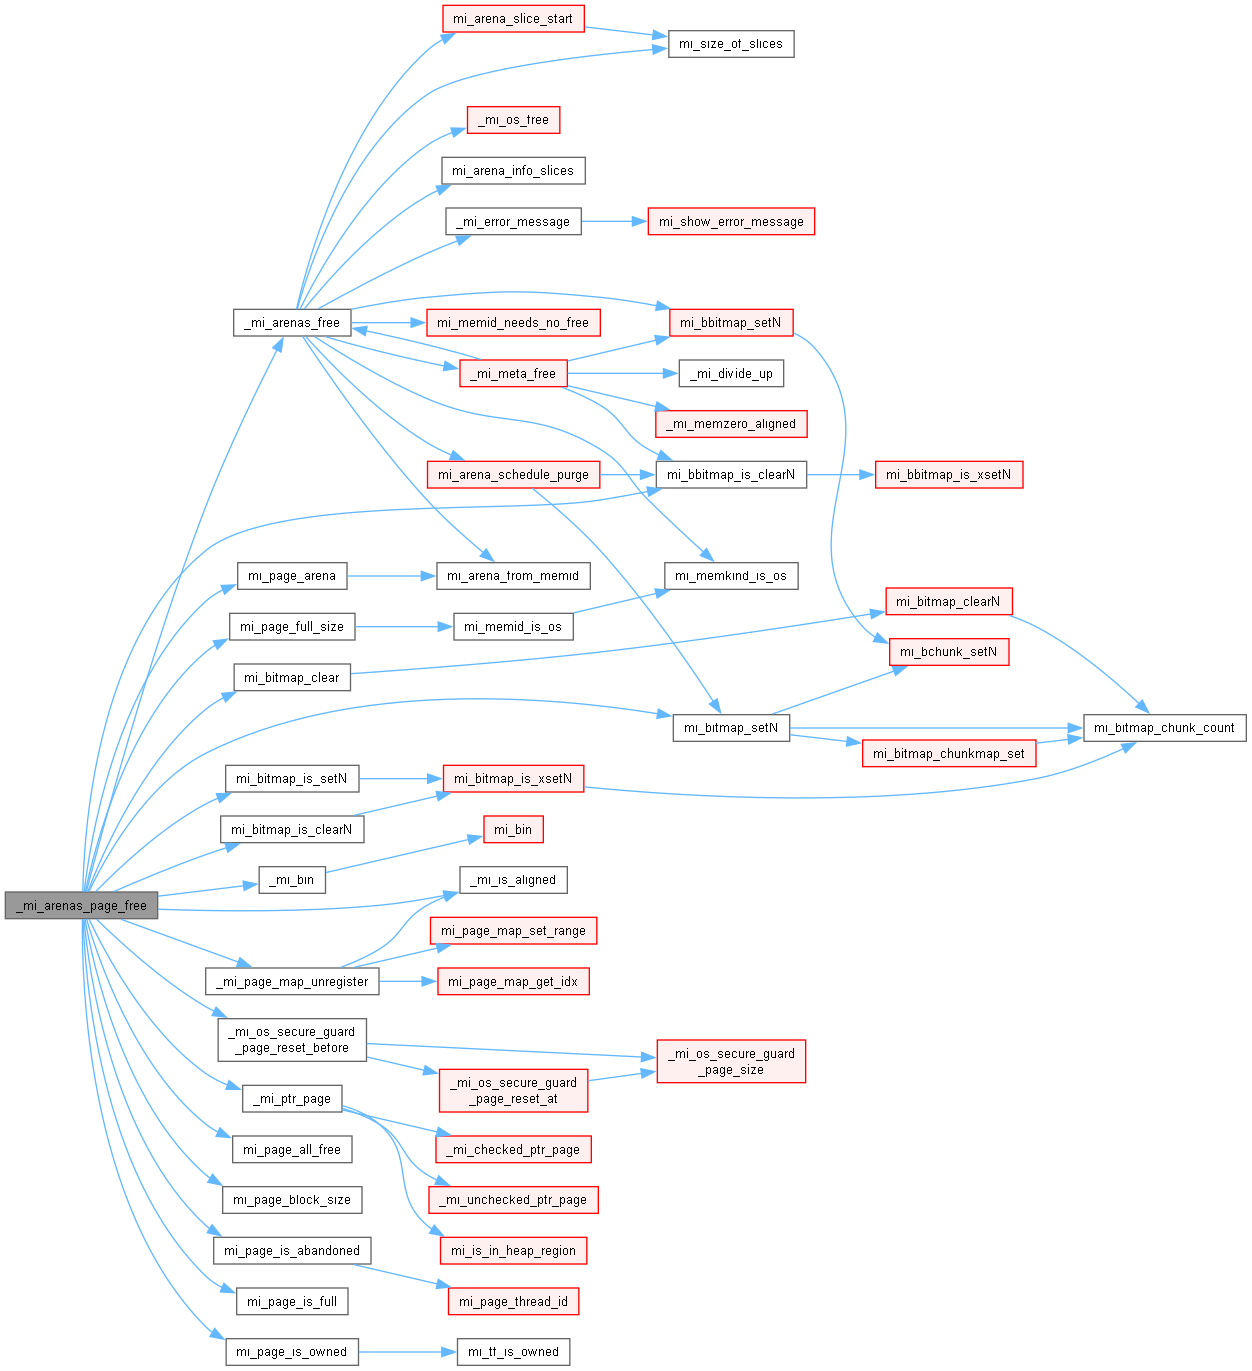 mi_arena_slice_start
mi_size_of_slices
_mi_os_free
mi_arena_info_slices
_mi_error_message
mi_show_error_message
_mi_arenas_free
mi_memid_needs_no_free
mi_bbitmap_setN
_mi_meta_free
_mi_divide_up
_mi_memzero_aligned
mi_arena_schedule_purge
mi_bbitmap_is_clearN
mi_bbitmap_is_xsetN
mi_page_arena
mi_arena_from_memid
mi_memkind_is_os
mi_bitmap_clearN
mi_page_full_size
mi_memid_is_os
mi_bchunk_setN
mi_bitmap_clear
mi_bitmap_setN
mi_bitmap_chunk_count
mi_bitmap_chunkmap_set
mi_bitmap_is_setN
mi_bitmap_is_xsetN
mi_bitmap_is_clearN
mi_bin
_mi_bin
_mi_is_aligned
_mi_arenas_page_free
mi_page_map_set_range
_mi_page_map_unregister
mi_page_map_get_idx
_mi_os_secure_guard
_page_reset_before
_mi_os_secure_guard
_page_size
_mi_os_secure_guard
_page_reset_at
_mi_ptr_page
mi_page_all_free
_mi_checked_ptr_page
mi_page_block_size
_mi_unchecked_ptr_page
mi_page_is_abandoned
mi_is_in_heap_region
mi_page_is_full
mi_page_thread_id
mi_page_is_owned
mi_tf_is_owned